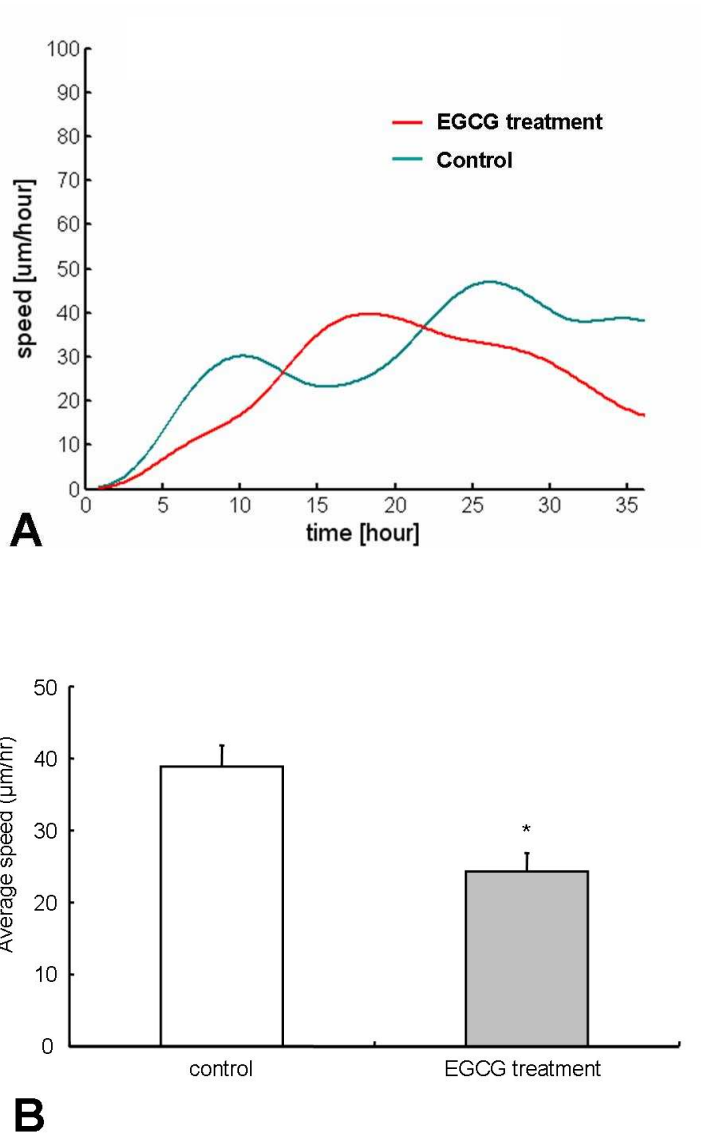 100
90
80
70
60
50
40
30
20
10
0
speed [um/hour]
EGCG treatment
Control
0 5 10 15 20 25 30 35
time [hour]
A
50
40
30
20
10
0
Average speed (μm/hr)
*
control EGCG treatment
B